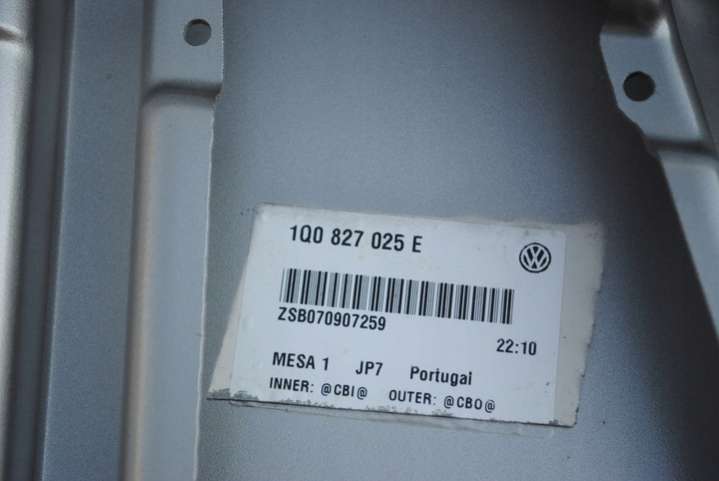 1Q0 827 025 E
ZSB070907259
22:10
MESA 1 JP7 Portugal
INNER: @CBI@ OUTER: @CBO@